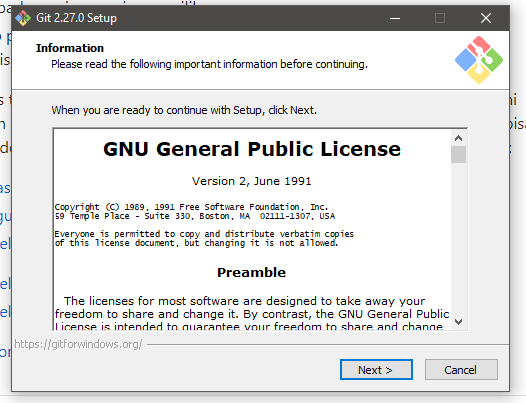 Git 2.27.0 Setup
Information
Please read the following important information before continuing.
When you are ready to continue with Setup, click Next.
GNU General Public License
Version 2, June 1991
Copyright (C) 1989, 1991 Free Software Foundation, Inc.
59 Temple Place - Suite 330, Boston, MA  02111-1307, USA
Everyone is permitted to copy and distribute verbatim copies
of this license document, but changing it is not allowed.
Preamble
The licenses for most software are designed to take away your
freedom to share and change it. By contrast, the GNU General Public
License is intended to guarantee your freedom to share and change
https://gitforwindows.org/
Next >
Cancel